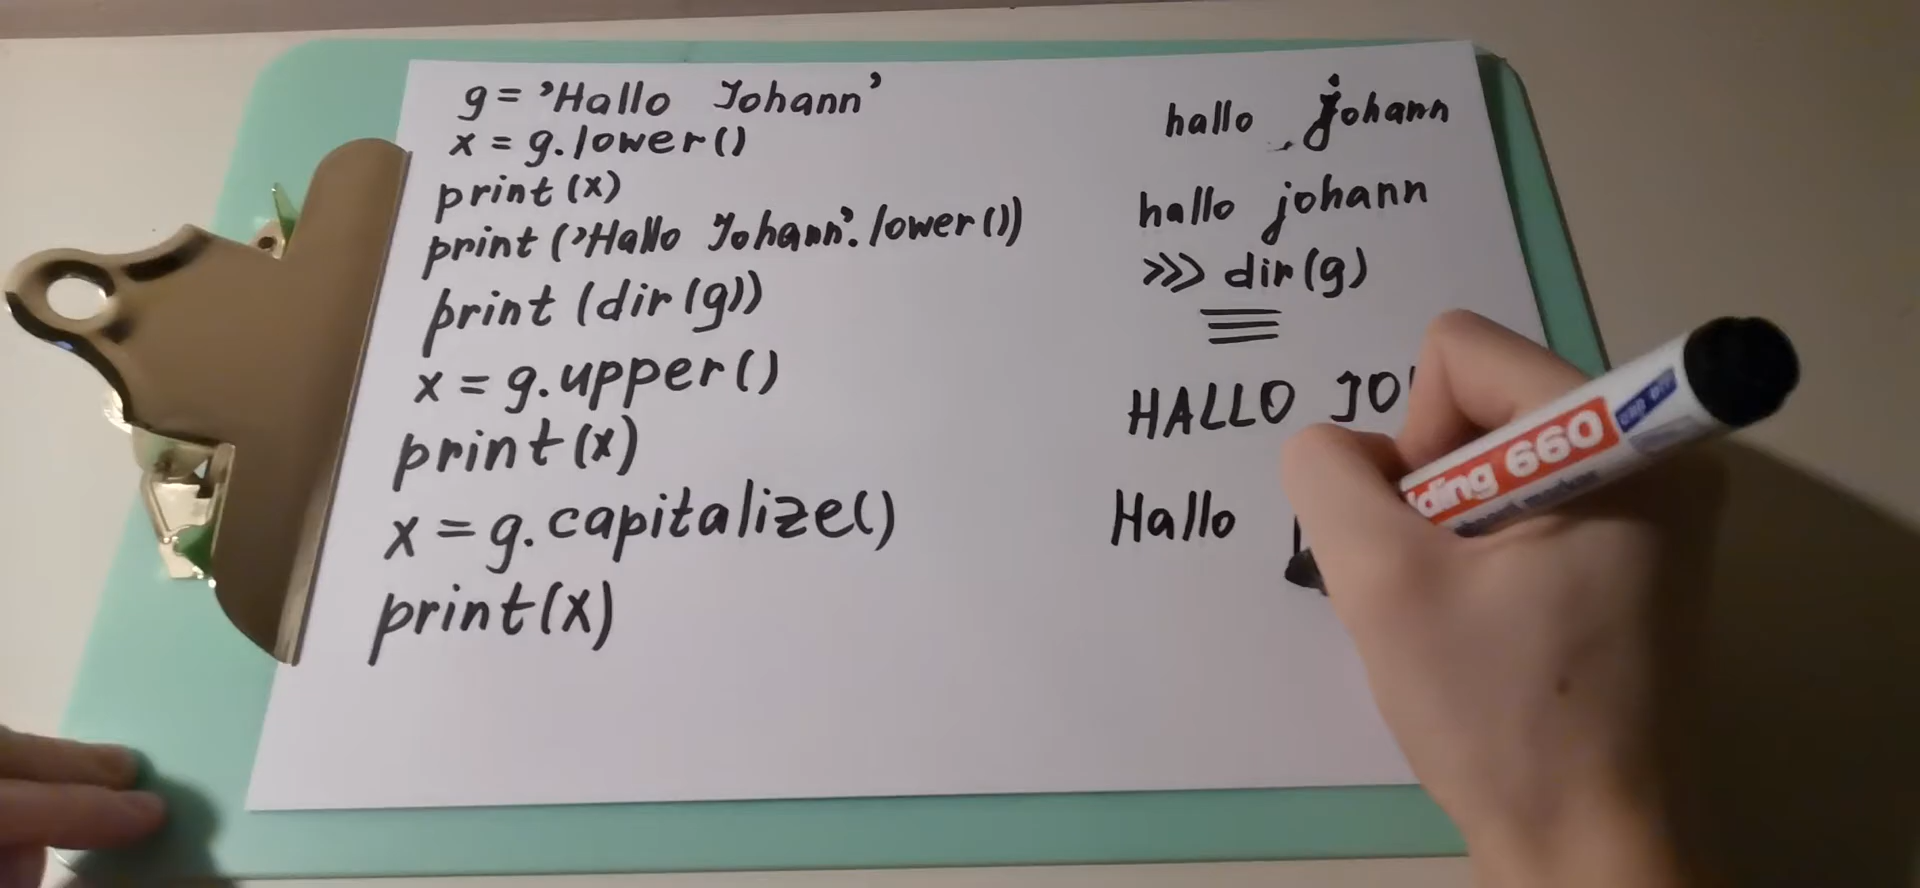 g = 'Hallo Johann'
x = g.lower()
print(x)
print('Hallo Johann'.lower())
print(dir(g))
x = g.upper()
print(x)
x = g.capitalize()
print(x)
hallo johann
hallo johann
>>> dir(g)
HALLO JO
Hallo
ding 660